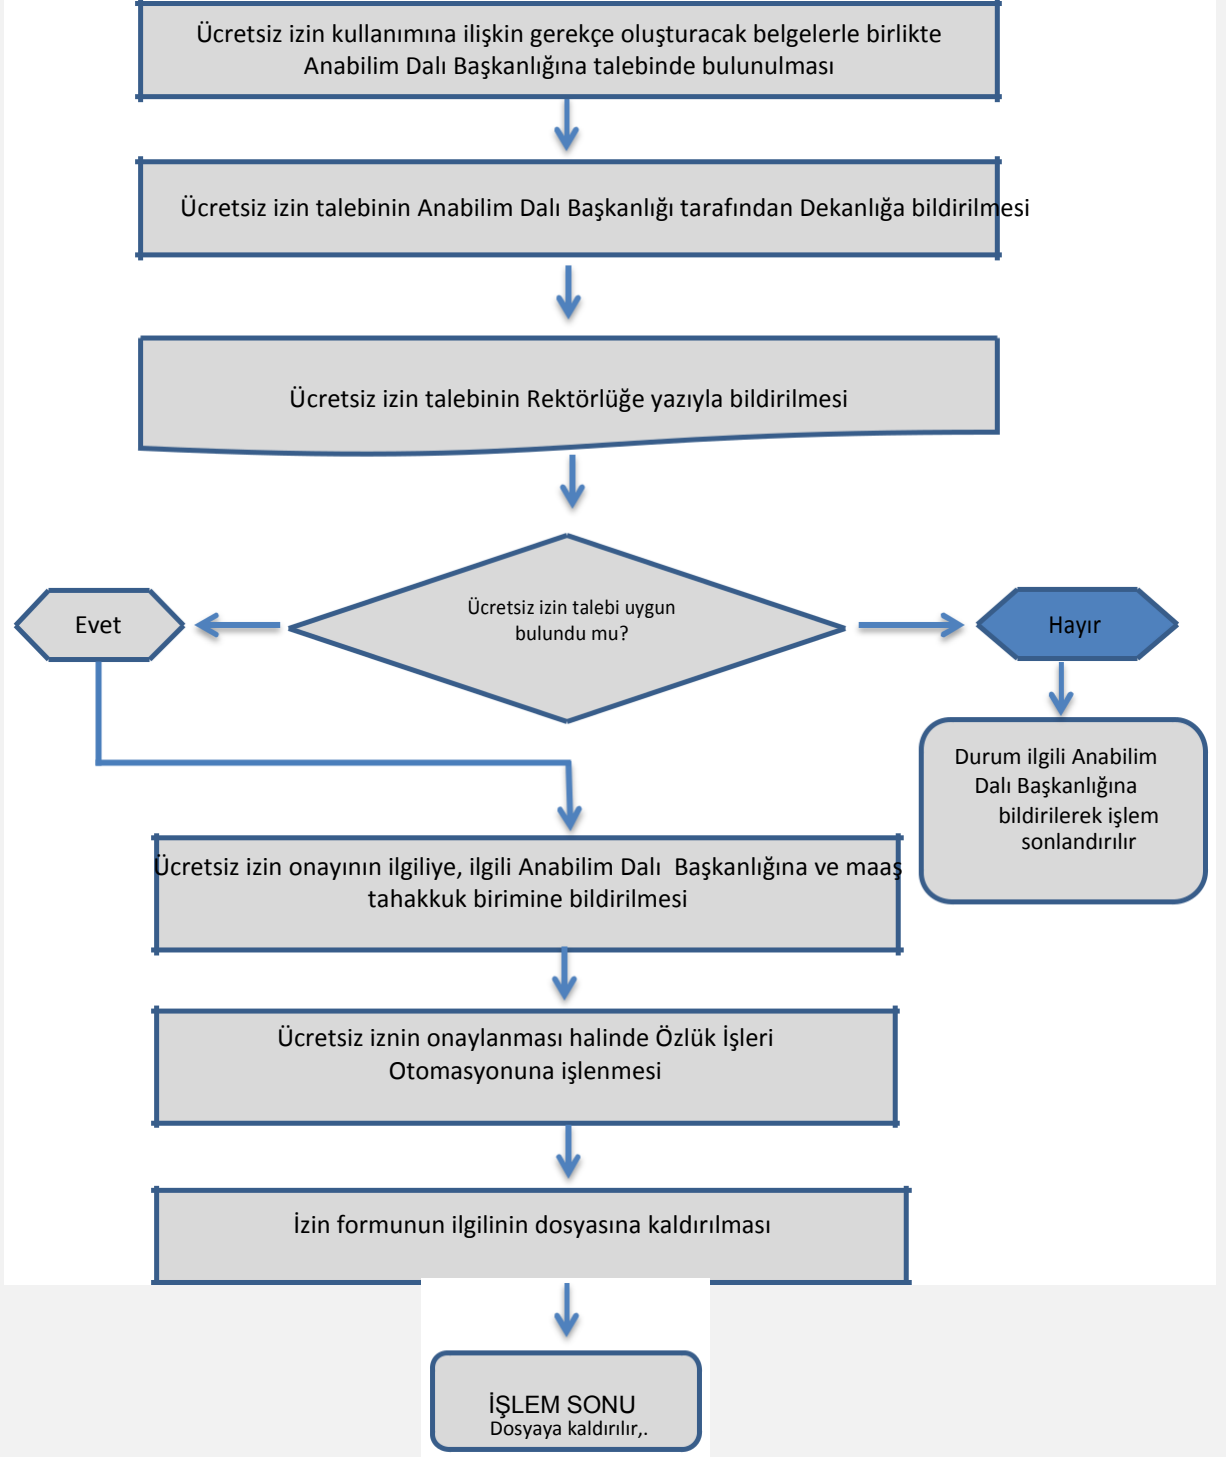 Ücretsiz izin kullanımına ilişkin gerekçe oluşturacak belgelerle birlikte
Anabilim Dalı Başkanlığına talebinde bulunulması
Ücretsiz izin talebinin Anabilim Dalı Başkanlığı tarafından Dekanlığa bildirilmesi
Ücretsiz izin talebinin Rektörlüğe yazıyla bildirilmesi
Ücretsiz izin talebi uygun
bulundu mu?
Evet
Hayır
Durum ilgili Anabilim
Dalı Başkanlığına
bildirilerek işlem
sonlandırılır
Ücretsiz izin onayının ilgiliye, ilgili Anabilim Dalı  Başkanlığına ve maaş
tahakkuk birimine bildirilmesi
Ücretsiz iznin onaylanması halinde Özlük İşleri
Otomasyonuna işlenmesi
İzin formunun ilgilinin dosyasına kaldırılması
İŞLEM SONU
Dosyaya kaldırılır,.